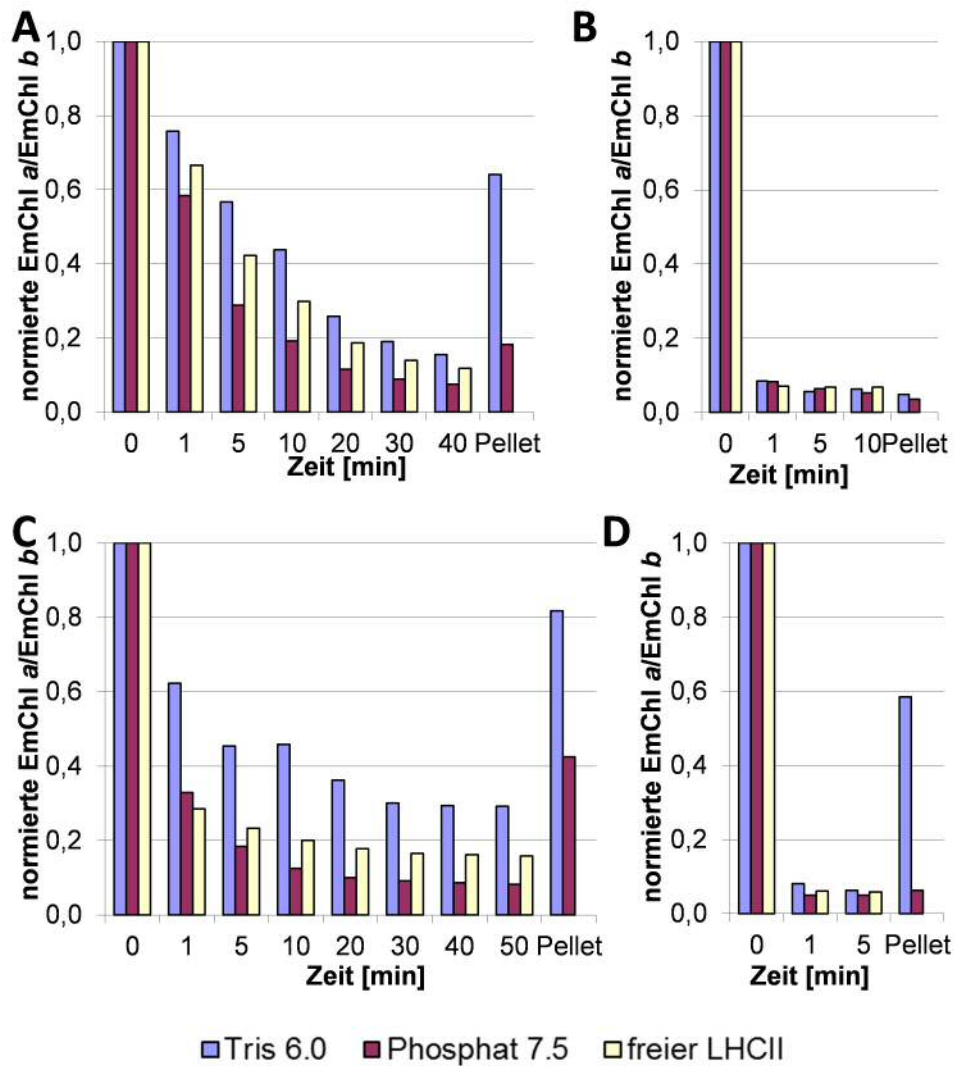 A
normierte EmChl a/EmChl b
1,0
0,8
0,6
0,4
0,2
0,0
0 1 5 10 20 30 40 Pellet
Zeit [min]
B
normierte EmChl a/EmChl b
1,0
0,8
0,6
0,4
0,2
0,0
0 1 5 10Pellet
Zeit [min]
C
normierte EmChl a/EmChl b
1,0
0,8
0,6
0,4
0,2
0,0
0 1 5 10 20 30 40 50 Pellet
Zeit [min]
D
normierte EmChl a/EmChl b
1,0
0,8
0,6
0,4
0,2
0,0
0 1 5 Pellet
Zeit [min]
Tris 6.0 Phosphat 7.5 freier LHCII